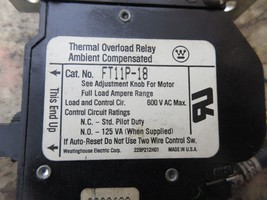 Thermal Overload Relay
Ambient Compensated
Cat. No. FT11P-18
See Adjustment Knob For Motor
Full Load Ampere Range
Load and Control Cir. 600 V AC Max.
Control Circuit Ratings
N.C. - Std. Pilot Duty
N.O. - 125 VA (When Supplied)
If Auto-Reset Do Not Use Two Wire Control Sw.
Westinghouse Electric Corp. 229P212H01 MADE IN U.S.A.
This End Up